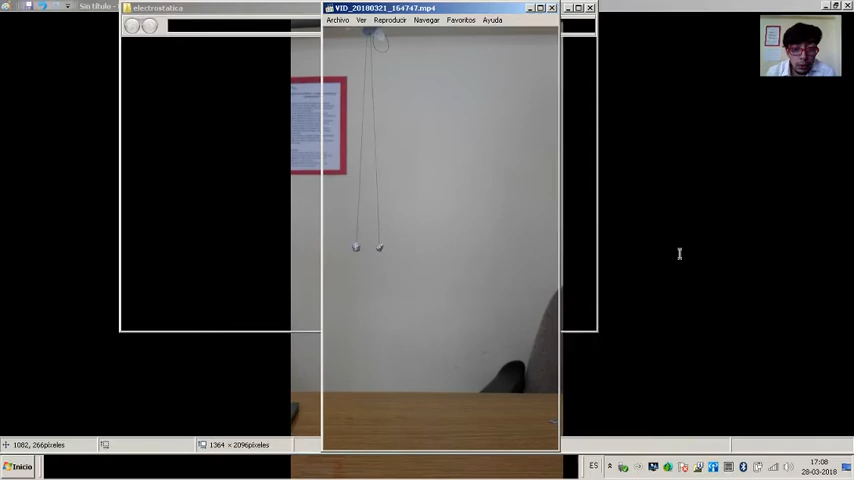 Sin título -
electrostatica
VID_20180321_164747.mp4
Archivo Ver Reproducir Navegar Favoritos Ayuda
1082, 266píxeles
1364 × 2096píxeles
Inicio
ES
17:08
28-03-2018